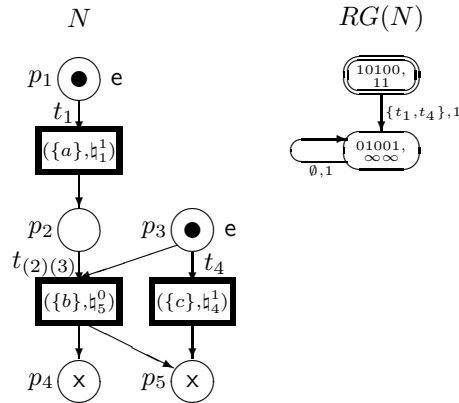 N
RG(N)
p₁ e
10100,
11
t₁
{t₁,t₄},1
({a},♮¹₁)
01001,
∞∞
∅,1
p₂
p₃ e
t₍₂₎₍₃₎
t₄
({b},♮⁰₅)
({c},♮¹₄)
p₄ x
p₅ x